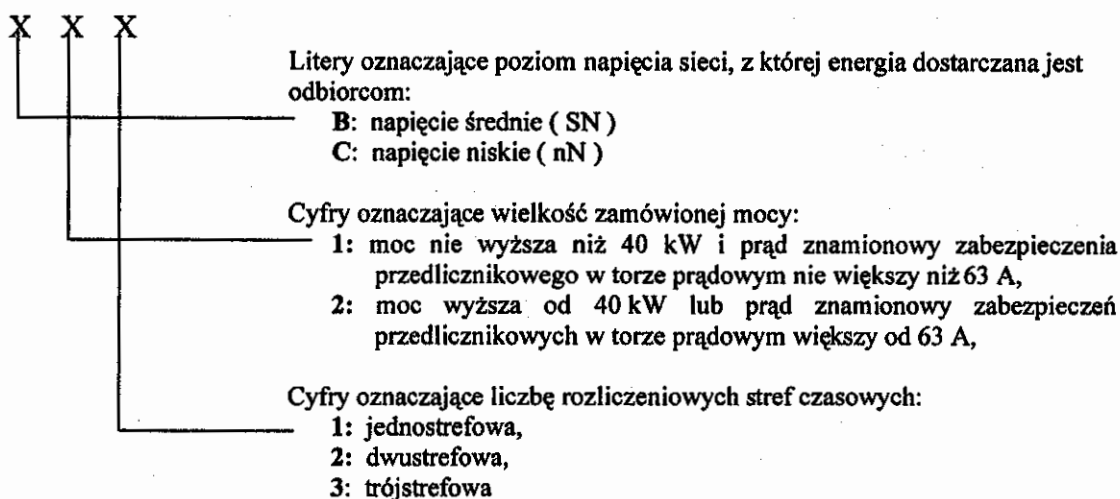 X X X
Litery oznaczające poziom napięcia sieci, z której energia dostarczana jest
odbiorcom:
B: napięcie średnie ( SN )
C: napięcie niskie ( nN )
Cyfry oznaczające wielkość zamówionej mocy:
1: moc nie wyższa niż 40 kW i prąd znamionowy zabezpieczenia
przedlicznikowego w torze prądowym nie większy niż 63 A,
2: moc wyższa od 40 kW lub prąd znamionowy zabezpieczeń
przedlicznikowych w torze prądowym większy od 63 A,
Cyfry oznaczające liczbę rozliczeniowych stref czasowych:
1: jednostrefowa,
2: dwustrefowa,
3: trójstrefowa